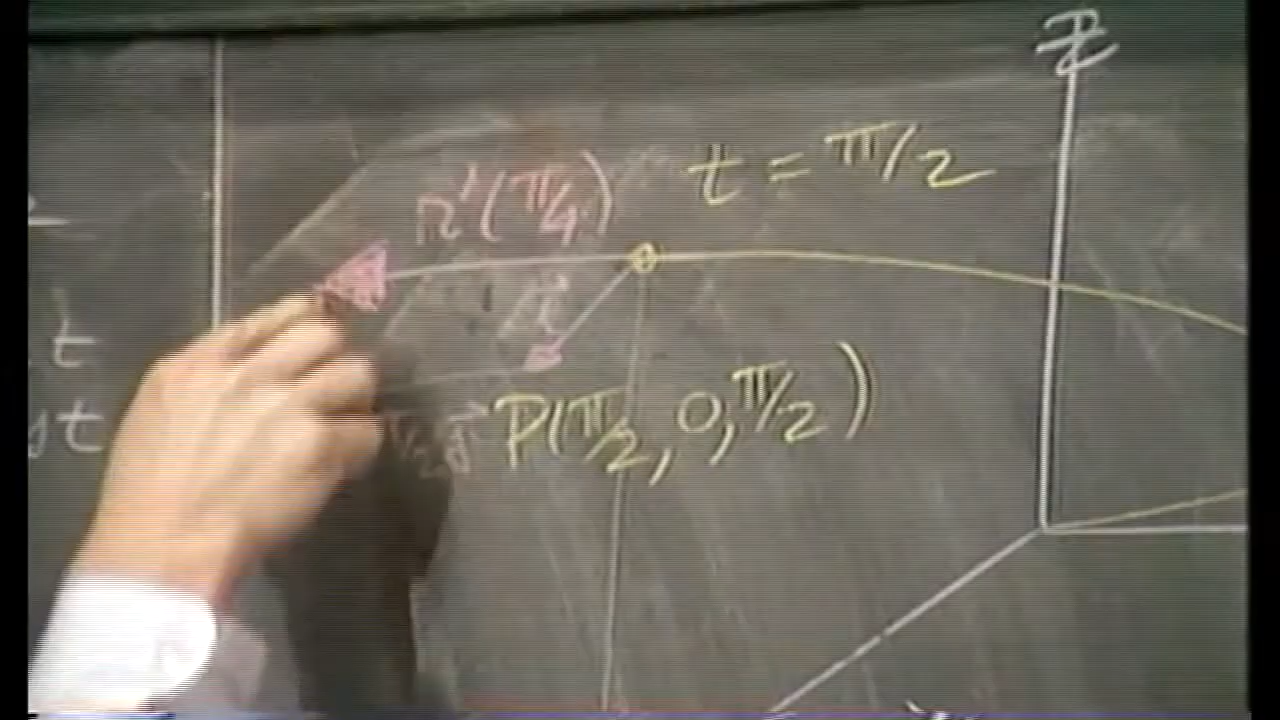 Z
t = π/2
r'(π/4)
i
t
P(π/2, 0, π/2)
t